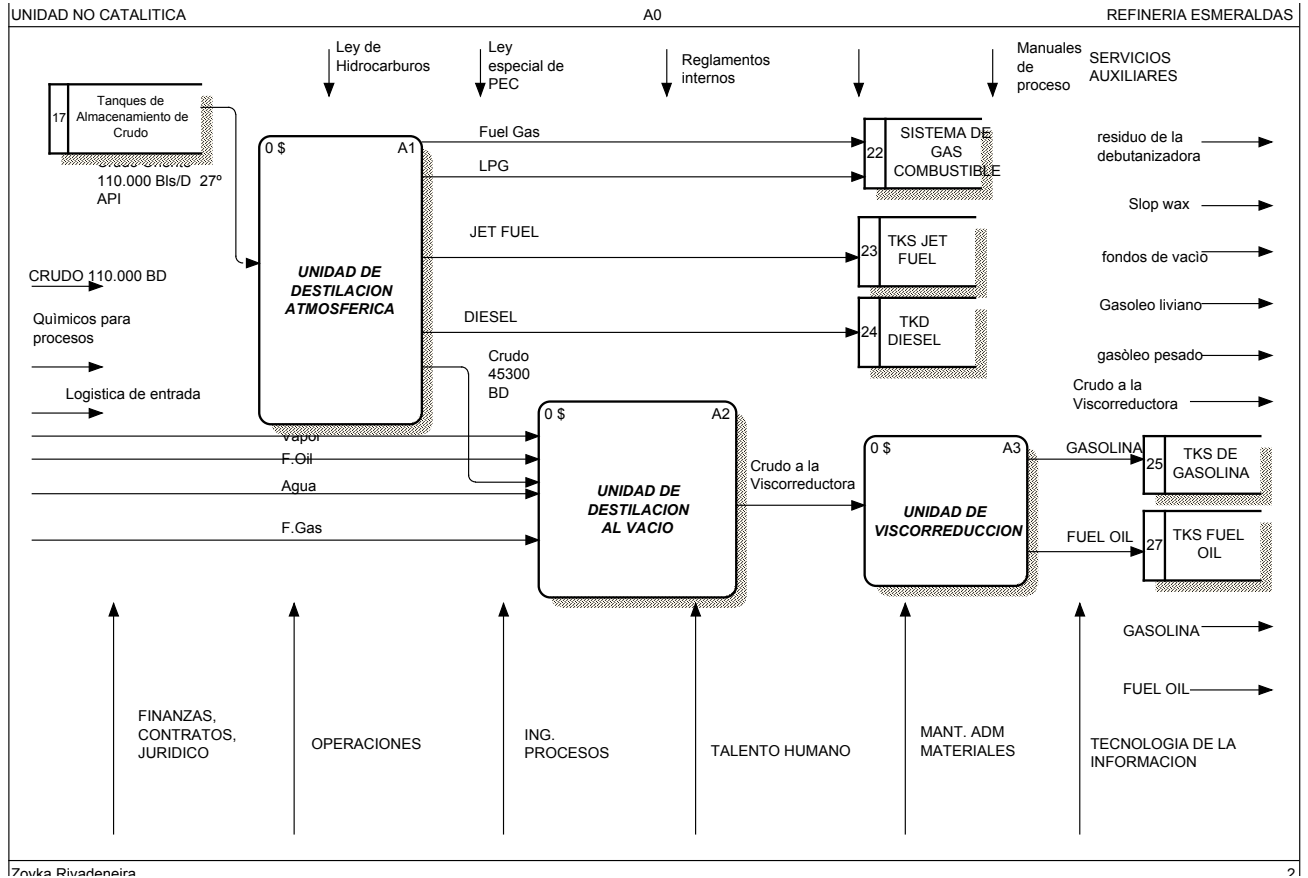 UNIDAD NO CATALITICA
A0
REFINERIA ESMERALDAS
Ley de
Hidrocarburos
Ley
especial de
PEC
Reglamentos
internos
Manuales
de
proceso
SERVICIOS
AUXILIARES
17
Tanques de
Almacenamiento de
Crudo
110.000 Bls/D 27º
API
0 $
A1
UNIDAD DE
DESTILACION
ATMOSFERICA
Fuel Gas
LPG
JET FUEL
DIESEL
Crudo
45300
BD
22
SISTEMA DE
GAS
COMBUSTIBLE
23
TKS JET
FUEL
24
TKD
DIESEL
residuo de la
debutanizadora
Slop wax
fondos de vacìo
Gasoleo liviano
gasòleo pesado
Crudo a la
Viscorreductora
CRUDO 110.000 BD
Quìmicos para
procesos
Logistica de entrada
Vapor
F.Oil
Agua
F.Gas
0 $
A2
UNIDAD DE
DESTILACION
AL VACIO
Crudo a la
Viscorreductora
0 $
A3
UNIDAD DE
VISCORREDUCCION
GASOLINA
25
TKS DE
GASOLINA
FUEL OIL
27
TKS FUEL
OIL
GASOLINA
FUEL OIL
FINANZAS,
CONTRATOS,
JURIDICO
OPERACIONES
ING.
PROCESOS
TALENTO HUMANO
MANT. ADM
MATERIALES
TECNOLOGIA DE LA
INFORMACION
Zoyka Rivadeneira
2